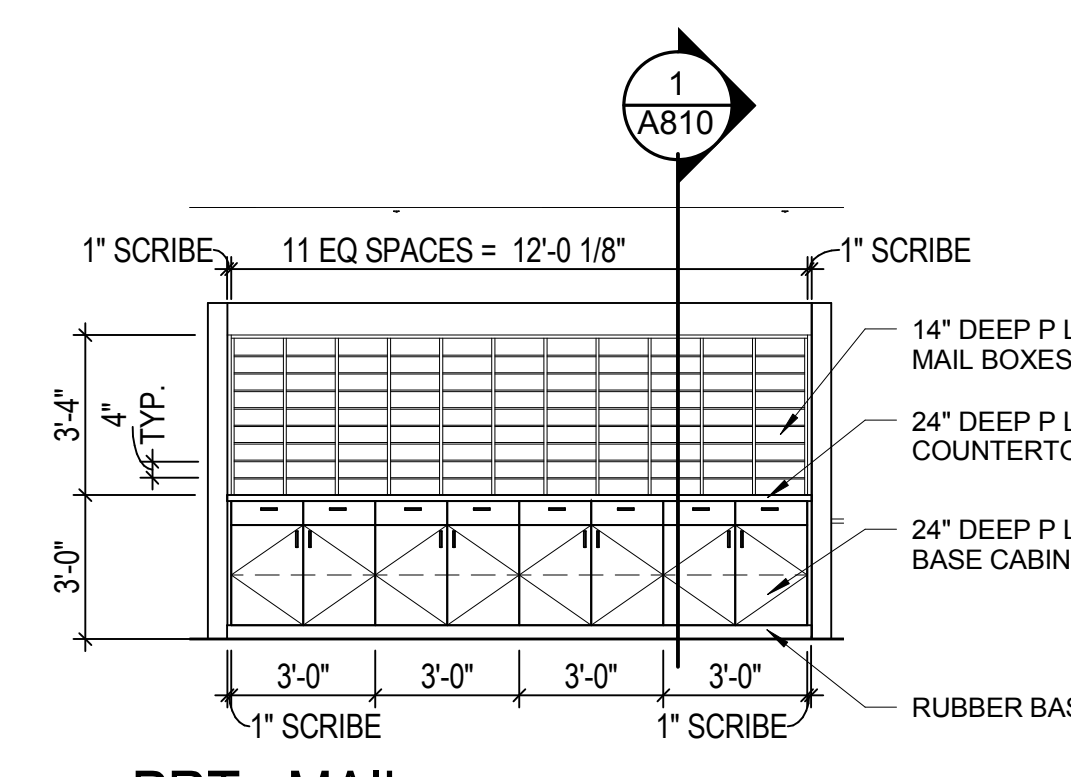 1
A810
1" SCRIBE
11 EQ SPACES = 12'-0 1/8"
1" SCRIBE
14" DEEP P L
MAIL BOXES
3'-4"
4"
TYP.
24" DEEP P L
COUNTERTO
24" DEEP P L
BASE CABIN
3'-0"
3'-0"
3'-0"
3'-0"
3'-0"
1" SCRIBE
1" SCRIBE
RUBBER BAS
MAIL